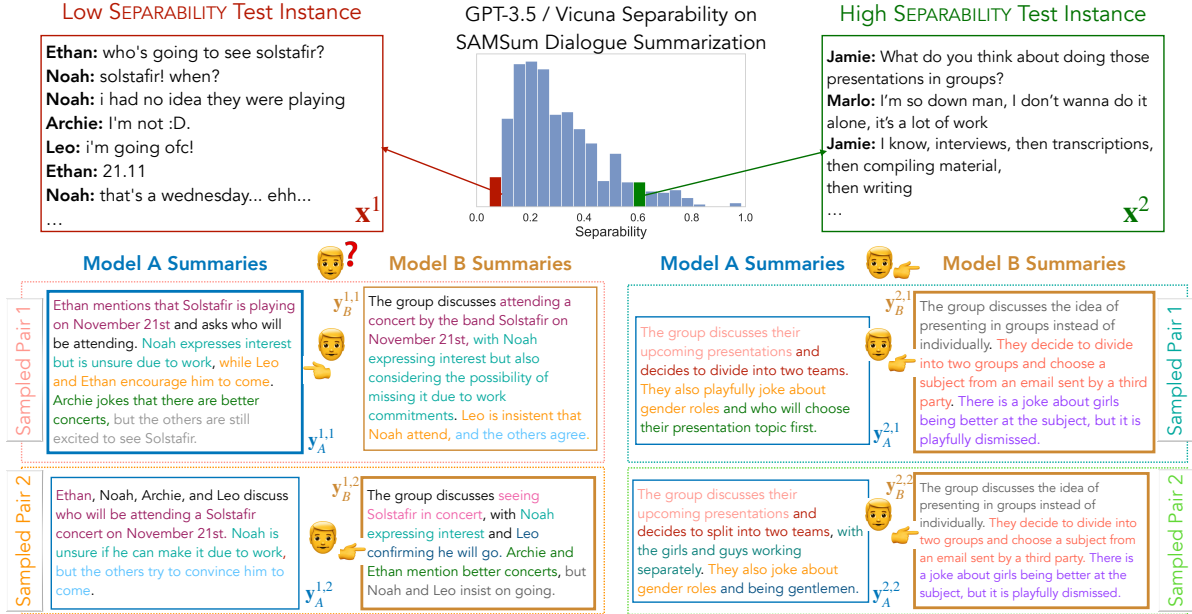 Low SEPARABILITY Test Instance
Ethan: who's going to see solstafir?
Noah: solstafir! when?
Noah: i had no idea they were playing
Archie: I'm not :D.
Leo: i'm going ofc!
Ethan: 21.11
Noah: that's a wednesday... ehh...
...
x1
GPT-3.5 / Vicuna Separability on
SAMSum Dialogue Summarization
0.0 0.2 0.4 0.6 0.8 1.0
Separability
High SEPARABILITY Test Instance
Jamie: What do you think about doing those
presentations in groups?
Marlo: I'm so down man, I don't wanna do it
alone, it's a lot of work
Jamie: I know, interviews, then transcriptions,
then compiling material,
then writing
...
x2
Model A Summaries
?
Model B Summaries
Sampled Pair 1
Ethan mentions that Solstafir is playing
on November 21st and asks who will
be attending. Noah expresses interest
but is unsure due to work, while Leo
and Ethan encourage him to come.
Archie jokes that there are better
concerts, but the others are still
excited to see Solstafir.
yA1,1
yB1,1
The group discusses attending a
concert by the band Solstafir on
November 21st, with Noah
expressing interest but also
considering the possibility of
missing it due to work
commitments. Leo is insistent that
Noah attend, and the others agree.
Sampled Pair 2
Ethan, Noah, Archie, and Leo discuss
who will be attending a Solstafir
concert on November 21st. Noah is
unsure if he can make it due to work,
but the others try to convince him to
come.
yA1,2
yB1,2
The group discusses seeing
Solstafir in concert, with Noah
expressing interest and Leo
confirming he will go. Archie and
Ethan mention better concerts, but
Noah and Leo insist on going.
Model A Summaries
Model B Summaries
The group discusses their
upcoming presentations and
decides to divide into two teams.
They also playfully joke about
gender roles and who will choose
their presentation topic first.
yA2,1
yB2,1
The group discusses the idea of
presenting in groups instead of
individually. They decide to divide
into two groups and choose a
subject from an email sent by a third
party. There is a joke about girls
being better at the subject, but it is
playfully dismissed.
Sampled Pair 1
The group discusses their
upcoming presentations and
decides to split into two teams, with
the girls and guys working
separately. They also joke about
gender roles and being gentlemen.
yA2,2
yB2,2
The group discusses the idea of
presenting in groups instead of
individually. They decide to divide into
two groups and choose a subject from
an email sent by a third party. There is
a joke about girls being better at the
subject, but it is playfully dismissed.
Sampled Pair 2